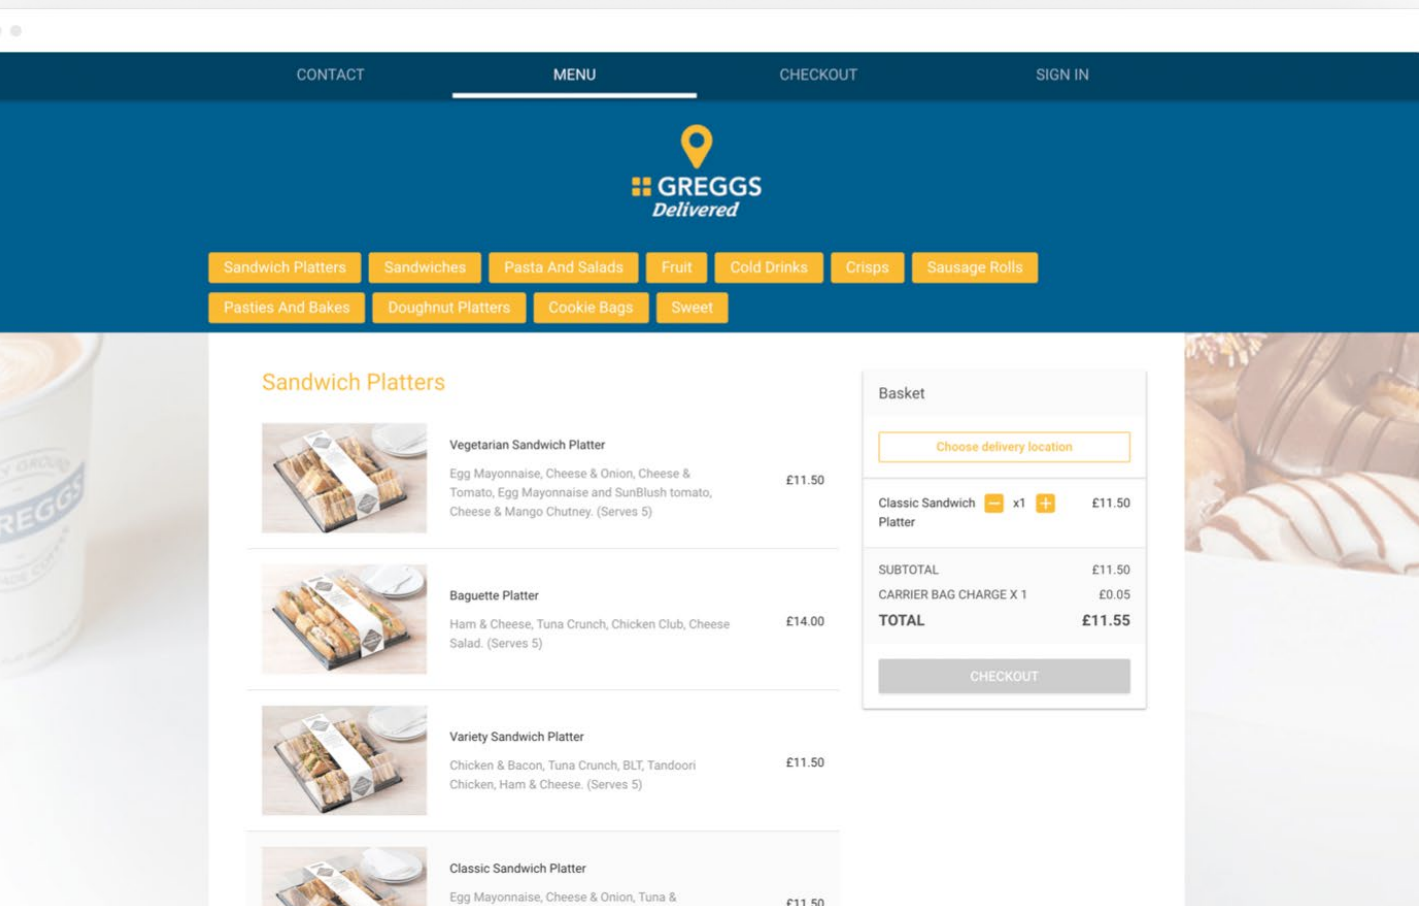 CONTACT
MENU
CHECKOUT
SIGN IN
GREGGS
Delivered
Sandwich Platters
Sandwiches
Pasta And Salads
Fruit
Cold Drinks
Crisps
Sausage Rolls
Pasties And Bakes
Doughnut Platters
Cookie Bags
Sweet
Sandwich Platters
Vegetarian Sandwich Platter
Egg Mayonnaise, Cheese & Onion, Cheese &
Tomato, Egg Mayonnaise and SunBlush tomato,
Cheese & Mango Chutney. (Serves 5)
£11.50
Baguette Platter
Ham & Cheese, Tuna Crunch, Chicken Club, Cheese
Salad. (Serves 5)
£14.00
Variety Sandwich Platter
Chicken & Bacon, Tuna Crunch, BLT, Tandoori
Chicken, Ham & Cheese. (Serves 5)
£11.50
Classic Sandwich Platter
Egg Mayonnaise, Cheese & Onion, Tuna &
£11.50
Basket
Choose delivery location
Classic Sandwich
Platter
x1
£11.50
SUBTOTAL £11.50
CARRIER BAG CHARGE X 1 £0.05
TOTAL £11.55
CHECKOUT